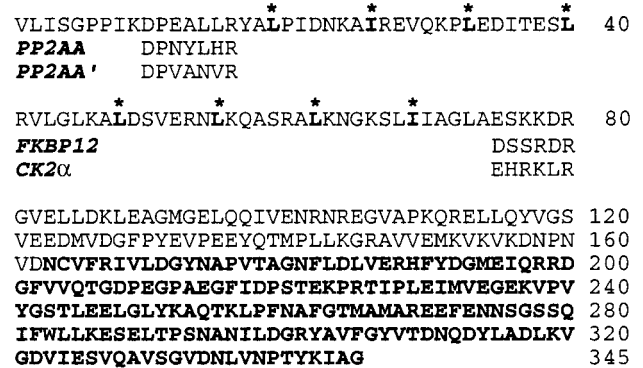 * * * *
VLISGPPIKDPEALLRYALPIDNKAIREVQKPLEDITESL 40
PP2AA DPNYLHR
PP2AA' DPVANVR
* * * *
RVLGLKALDSVERNLKQASRALKNGKSLIIAGLAESKKDR 80
FKBP12 DSSRDR
CK2α EHRKLR
GVELLDKLEAGMGELQQIVENRNREGVAPKQRELLQYVGS 120
VEEDMVDGFPYEVPEEYQTMPLLKGRAVVEMKVKVKDNPN 160
VDNCVFRIVLDGYNAPVTAGNFLDLVERHFYDGMEIQRRD 200
GFVVQTGDPEGPAEGFIDPSTEKPRTIPLEIMVEGEKVPV 240
YGSTLEELGLYKAQTKLPFNAFGTMAMAREEFENNSGSSQ 280
IFWLLKESELTPSNANILDGRYAVFGYVTDNQDYLADLKV 320
GDVIESVQAVSGVDNLVNPTYKIAG 345